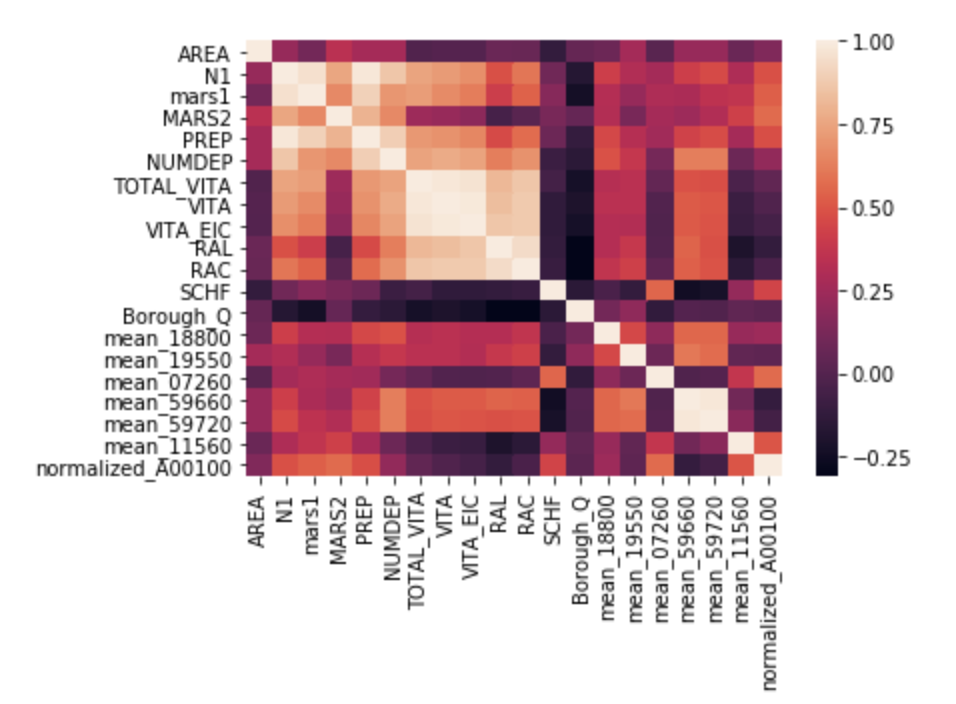 AREA
N1
mars1
MARS2
PREP
NUMDEP
TOTAL_VITA
VITA
VITA_EIC
RAL
RAC
SCHF
Borough_Q
mean_18800
mean_19550
mean_07260
mean_59660
mean_59720
mean_11560
normalized_A00100
1.00
0.75
0.50
0.25
0.00
−0.25
AREA
N1
mars1
MARS2
PREP
NUMDEP
TOTAL_VITA
VITA
VITA_EIC
RAL
RAC
SCHF
Borough_Q
mean_18800
mean_19550
mean_07260
mean_59660
mean_59720
mean_11560
normalized_A00100